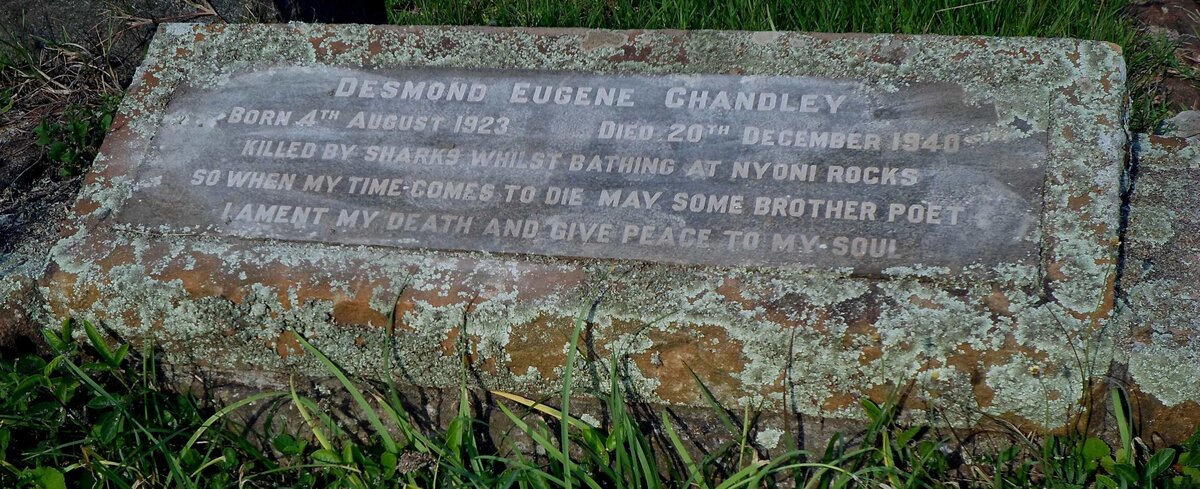 DESMOND EUGENE CHANDLEY
BORN 4TH AUGUST 1923 DIED 20TH DECEMBER 1940
KILLED BY SHARKS WHILST BATHING AT NYONI ROCKS
SO WHEN MY TIME COMES TO DIE MAY SOME BROTHER POET
LAMENT MY DEATH AND GIVE PEACE TO MY SOUL